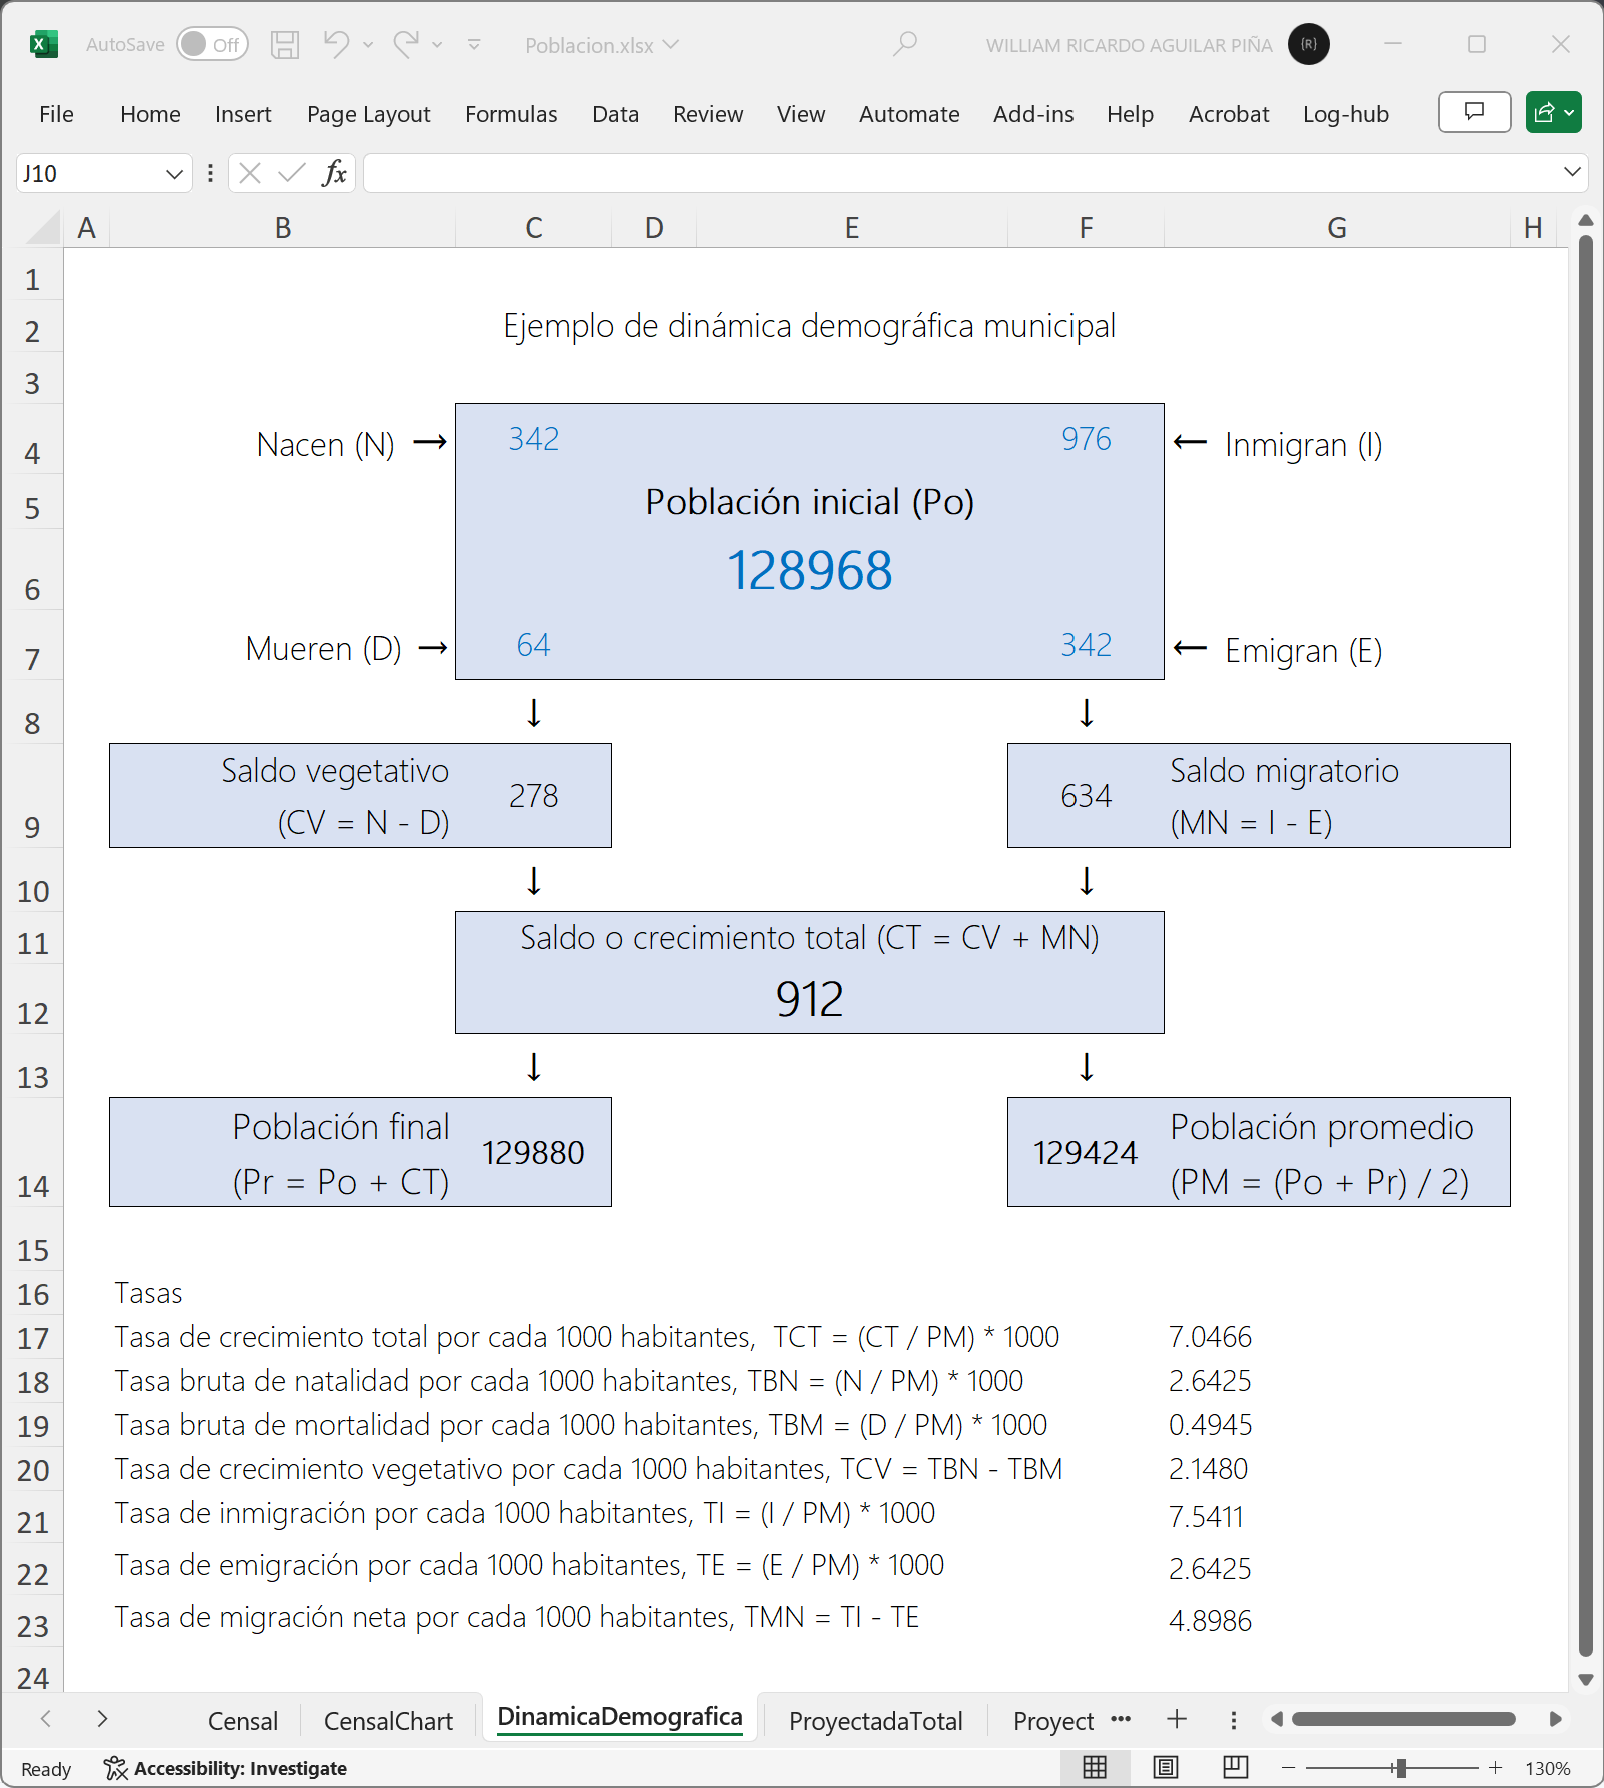 AutoSave Off Poblacion.xlsx WILLIAM RICARDO AGUILAR PIÑA {R}
File Home Insert Page Layout Formulas Data Review View Automate Add-ins Help Acrobat Log-hub
J10 fx
A B C D E F G H
1
2 Ejemplo de dinámica demográfica municipal
3
4 Nacen (N) → 342 976 ← Inmigran (I)
5 Población inicial (Po)
6 128968
7 Mueren (D) → 64 342 ← Emigran (E)
8 ↓ ↓
Saldo vegetativo 278 634 Saldo migratorio
9 (CV = N - D) (MN = I - E)
10 ↓ ↓
11 Saldo o crecimiento total (CT = CV + MN)
12 912
13 ↓ ↓
Población final 129880 129424 Población promedio
14 (Pr = Po + CT) (PM = (Po + Pr) / 2)
15
16 Tasas
17 Tasa de crecimiento total por cada 1000 habitantes, TCT = (CT / PM) * 1000 7.0466
18 Tasa bruta de natalidad por cada 1000 habitantes, TBN = (N / PM) * 1000 2.6425
19 Tasa bruta de mortalidad por cada 1000 habitantes, TBM = (D / PM) * 1000 0.4945
20 Tasa de crecimiento vegetativo por cada 1000 habitantes, TCV = TBN - TBM 2.1480
21 Tasa de inmigración por cada 1000 habitantes, TI = (I / PM) * 1000 7.5411
22 Tasa de emigración por cada 1000 habitantes, TE = (E / PM) * 1000 2.6425
23 Tasa de migración neta por cada 1000 habitantes, TMN = TI - TE 4.8986
24
Censal CensalChart DinamicaDemografica ProyectadaTotal Proyect ...
Ready Accessibility: Investigate 130%